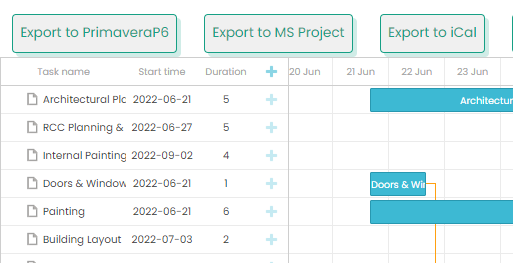 Export to PrimaveraP6 Export to MS Project Export to iCal
Task name Start time Duration 20 Jun 21 Jun 22 Jun 23 Jun
Architectural Plc 2022-06-21 5 Architectur
RCC Planning & 2022-06-27 5
Internal Painting 2022-09-02 4
Doors & Window 2022-06-21 1 Doors & Win
Painting 2022-06-21 6
Building Layout 2022-07-03 2